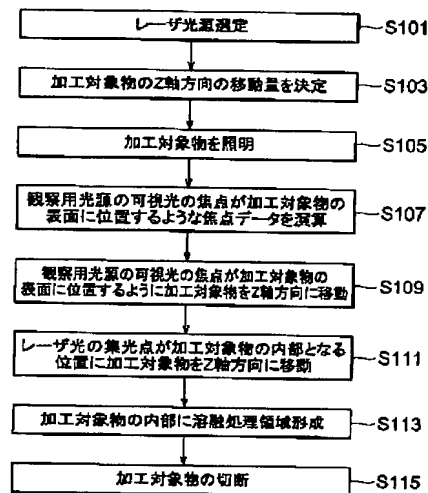 レーザ光源選定
S101
加工対象物のZ軸方向の移動量を決定
S103
加工対象物を照明
S105
観察用光源の可視光の焦点が加工対象物の
表面に位置するような焦点データを演算
S107
観察用光源の可視光の焦点が加工対象物の
表面に位置するように加工対象物をZ軸方向に移動
S109
レーザ光の集光点が加工対象物の内部となる
位置に加工対象物をZ軸方向に移動
S111
加工対象物の内部に溶融処理領域形成
S113
加工対象物の切断
S115